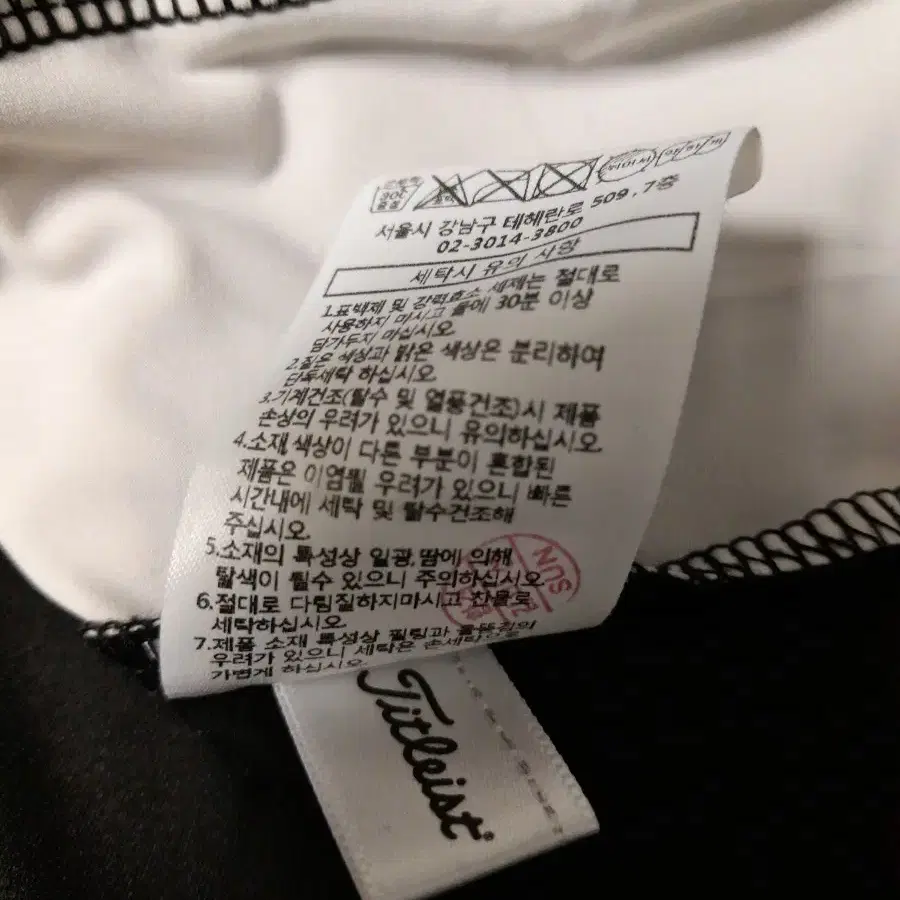 30℃
중성
서울시 강남구 테헤란로 509, 7층
02-3014-3800
세탁시 유의 사항
1.표백제 및 강력효소 세제는 절대로
사용하지 마시고 물에 30분 이상
담가두지 마십시오.
2.짙은 색상과 밝은 색상은 분리하여
단독세탁 하십시오.
3.기계건조(탈수 및 열풍건조)시 제품
손상의 우려가 있으니 유의하십시오.
4.소재,색상이 다른 부분이 혼합된
제품은 이염될 우려가 있으니 빠른
시간내에 세탁 및 탈수건조해
주십시오.
5.소재의 특성상 일광,땀에 의해
탈색이 될수 있으니 주의하십시오.
6.절대로 다림질하지마시고 찬물로
세탁하십시오.
7.제품 소재 특성상 필링과 올뜯김의
우려가 있으니 세탁은 손세탁으로
가볍게 하십시오.
SUN
Titleist